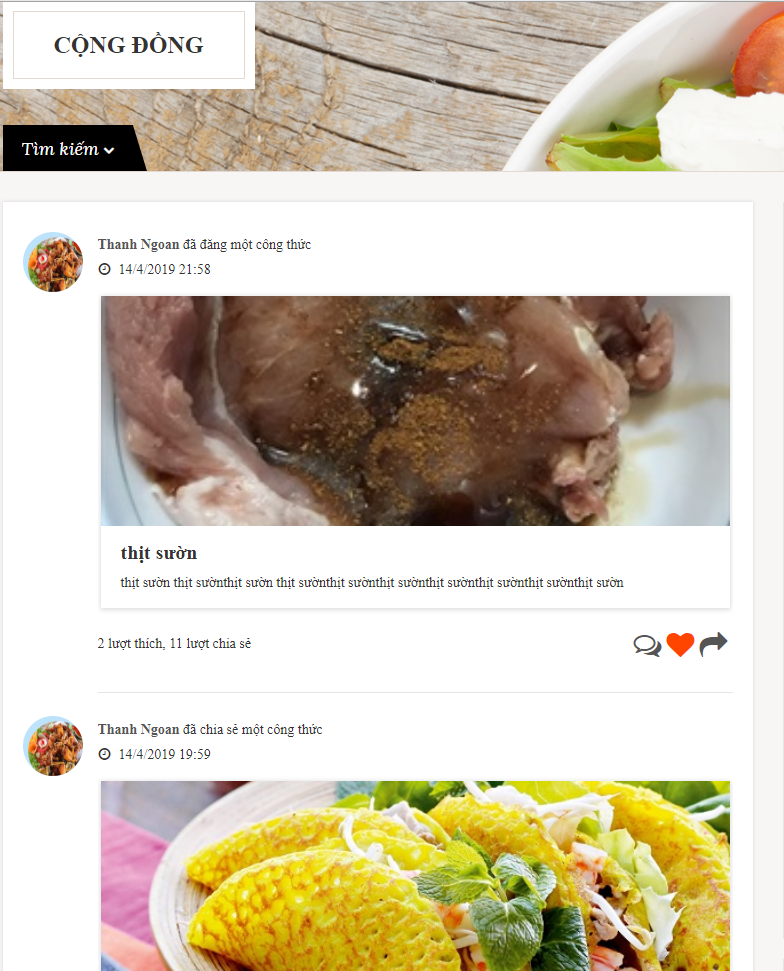 CỘNG ĐỒNG
Tìm kiếm
Thanh Ngoan đã đăng một công thức
14/4/2019 21:58
thịt sườn
thịt sườn thịt sườnthịt sườn thịt sườnthịt sườnthịt sườnthịt sườnthịt sườnthịt sườnthịt sườn
2 lượt thích, 11 lượt chia sẻ
Thanh Ngoan đã chia sẻ một công thức
14/4/2019 19:59